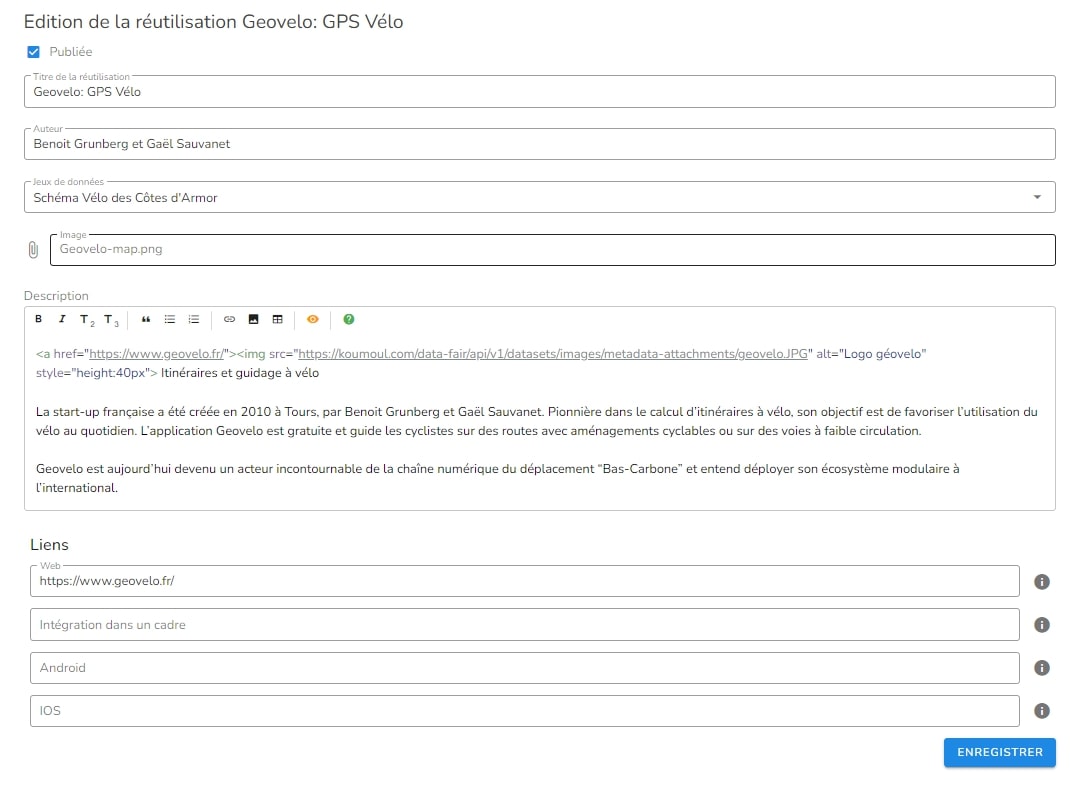 Edition de la réutilisation Geovelo: GPS Vélo
Publiée
Titre de la réutilisation
Geovelo: GPS Vélo
Auteur
Benoit Grunberg et Gaël Sauvanet
Jeux de données
Schéma Vélo des Côtes d'Armor
Image
Geovelo-map.png
Description
B I T2 T3 ❝
<a href="https://www.geovelo.fr/"><img src="https://koumoul.com/data-fair/api/v1/datasets/images/metadata-attachments/geovelo.JPG" alt="Logo géovelo"
style="height:40px"> Itinéraires et guidage à vélo
La start-up française a été créée en 2010 à Tours, par Benoit Grunberg et Gaël Sauvanet. Pionnière dans le calcul d’itinéraires à vélo, son objectif est de favoriser l’utilisation du
vélo au quotidien. L’application Geovelo est gratuite et guide les cyclistes sur des routes avec aménagements cyclables ou sur des voies à faible circulation.
Geovelo est aujourd’hui devenu un acteur incontournable de la chaîne numérique du déplacement “Bas-Carbone” et entend déployer son écosystème modulaire à
l’international.
Liens
Web
https://www.geovelo.fr/
Intégration dans un cadre
Android
IOS
ENREGISTRER